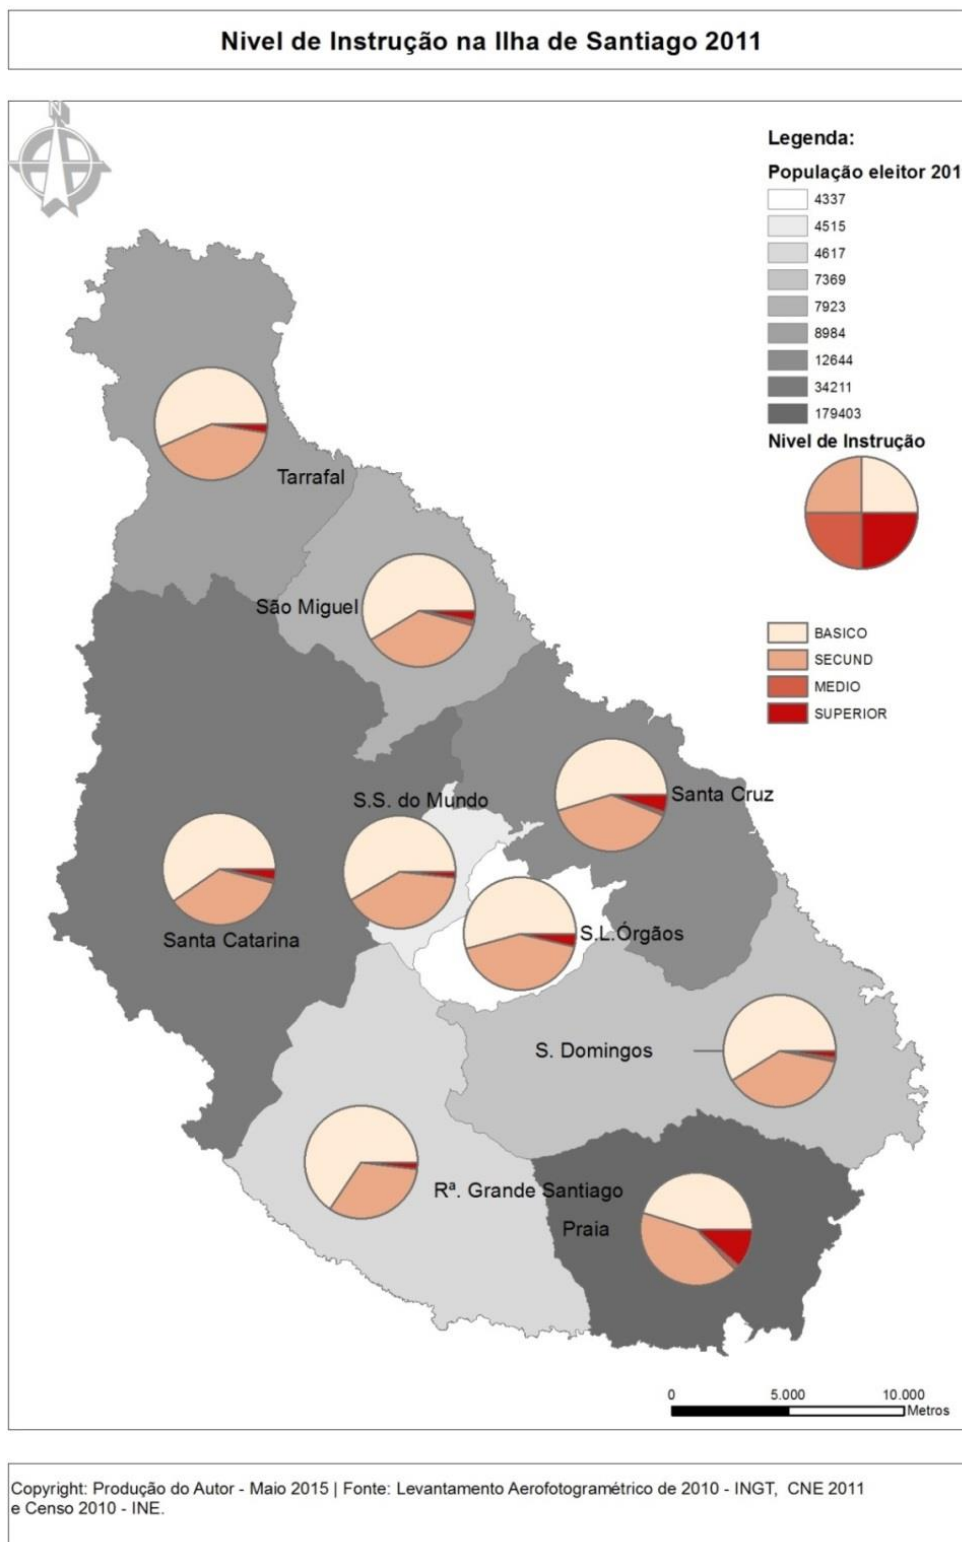 Nivel de Instrução na Ilha de Santiago 2011
N
Legenda:
População eleitor 201
4337
4515
4617
7369
7923
8984
12644
34211
179403
Nivel de Instrução
BASICO
SECUND
MEDIO
SUPERIOR
Tarrafal
São Miguel
S.S. do Mundo
Santa Cruz
Santa Catarina
S.L.Órgãos
S. Domingos
Rª. Grande Santiago
Praia
0 5.000 10.000
Metros
Copyright: Produção do Autor - Maio 2015 | Fonte: Levantamento Aerofotogramétrico de 2010 - INGT, CNE 2011
e Censo 2010 - INE.